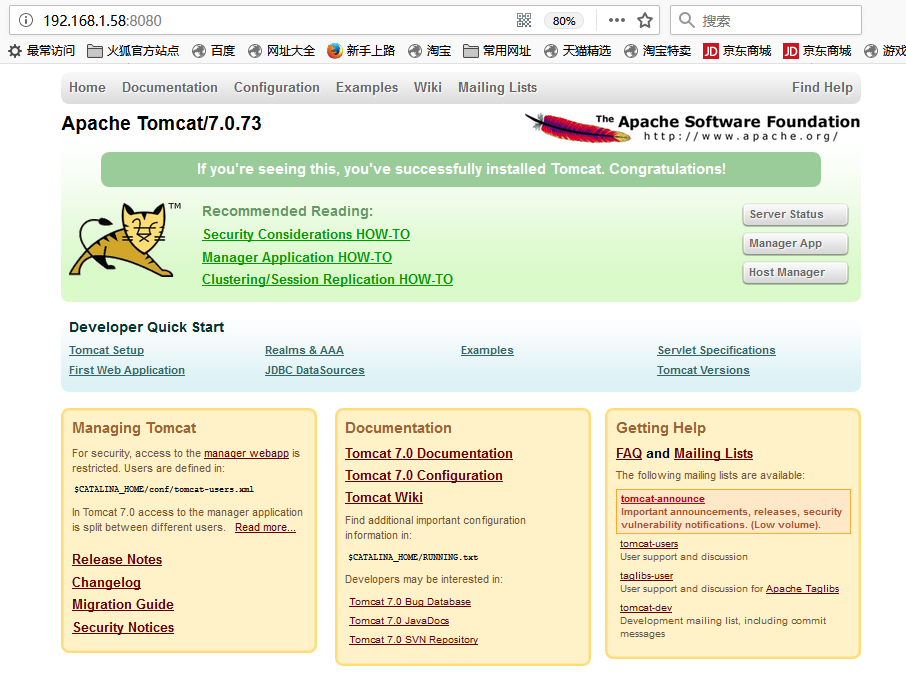 192.168.1.58:8080
80%
搜索
最常访问
火狐官方站点
百度
网址大全
新手上路
淘宝
常用网址
天猫精选
淘宝特卖
JD 京东商城
JD 京东商城
游戏
Home Documentation Configuration Examples Wiki Mailing Lists Find Help
Apache Tomcat/7.0.73
The Apache Software Foundation
http://www.apache.org/
If you're seeing this, you've successfully installed Tomcat. Congratulations!
TM
Recommended Reading:
Security Considerations HOW-TO
Manager Application HOW-TO
Clustering/Session Replication HOW-TO
Server Status
Manager App
Host Manager
Developer Quick Start
Tomcat Setup
First Web Application
Realms & AAA
JDBC DataSources
Examples
Servlet Specifications
Tomcat Versions
Managing Tomcat
For security, access to the manager webapp is
restricted. Users are defined in:
$CATALINA_HOME/conf/tomcat-users.xml
In Tomcat 7.0 access to the manager application
is split between different users. Read more...
Release Notes
Changelog
Migration Guide
Security Notices
Documentation
Tomcat 7.0 Documentation
Tomcat 7.0 Configuration
Tomcat Wiki
Find additional important configuration
information in:
$CATALINA_HOME/RUNNING.txt
Developers may be interested in:
Tomcat 7.0 Bug Database
Tomcat 7.0 JavaDocs
Tomcat 7.0 SVN Repository
Getting Help
FAQ and Mailing Lists
The following mailing lists are available:
tomcat-announce
Important announcements, releases, security
vulnerability notifications. (Low volume).
tomcat-users
User support and discussion
taglibs-user
User support and discussion for Apache Taglibs
tomcat-dev
Development mailing list, including commit
messages